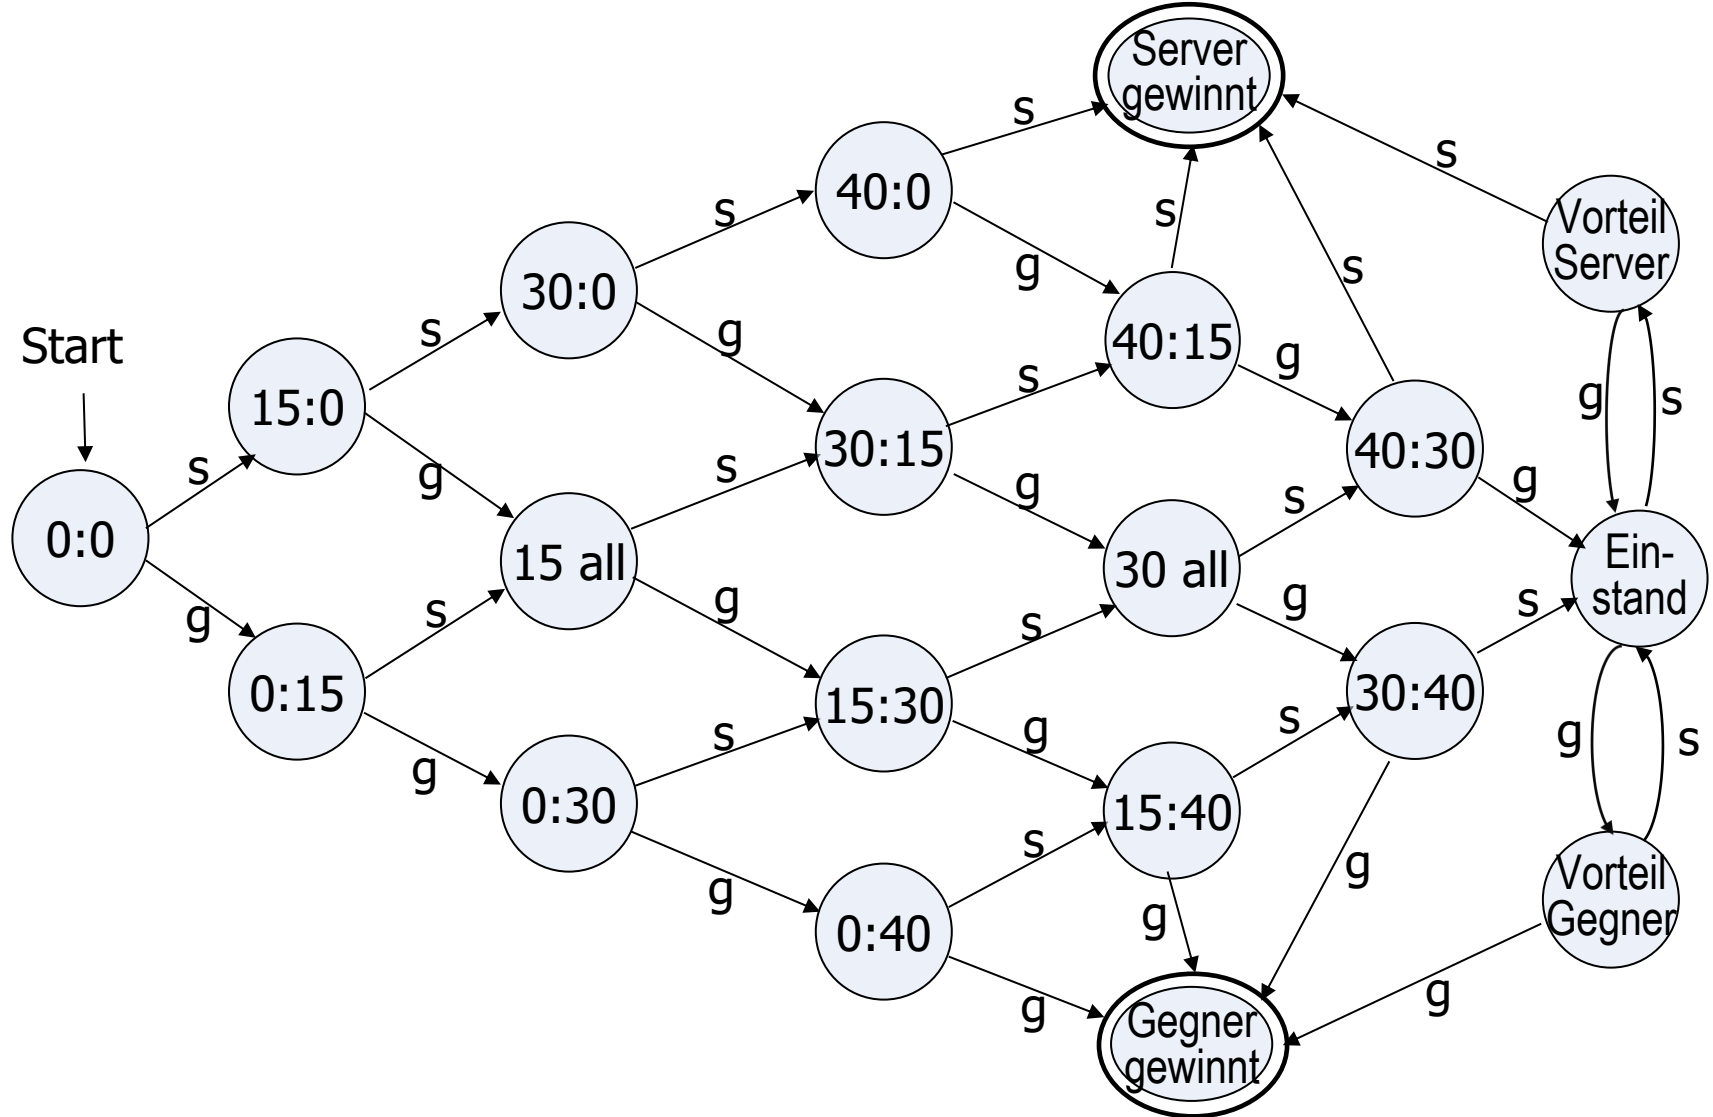 Start
0:0
s
g
15:0
s
g
0:15
s
g
30:0
s
g
15 all
s
g
0:30
s
g
40:0
s
g
30:15
s
g
15:30
s
g
0:40
s
g
Server
gewinnt
40:15
s
g
30 all
s
g
15:40
s
g
Gegner
gewinnt
40:30
s
g
30:40
s
g
Vorteil
Server
s
g
s
Ein-
stand
g
s
Vorteil
Gegner
g